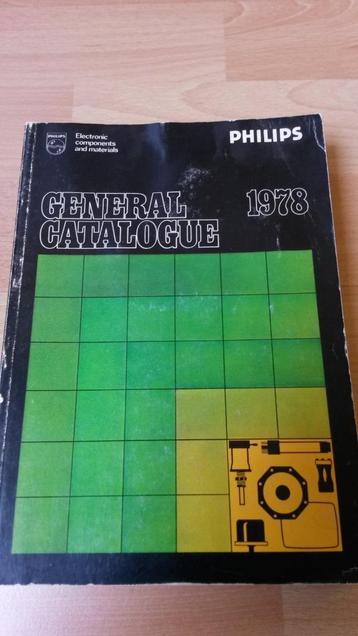 PHILIPS
Electronic
components
and materials
PHILIPS
GENERAL
CATALOGUE
1978